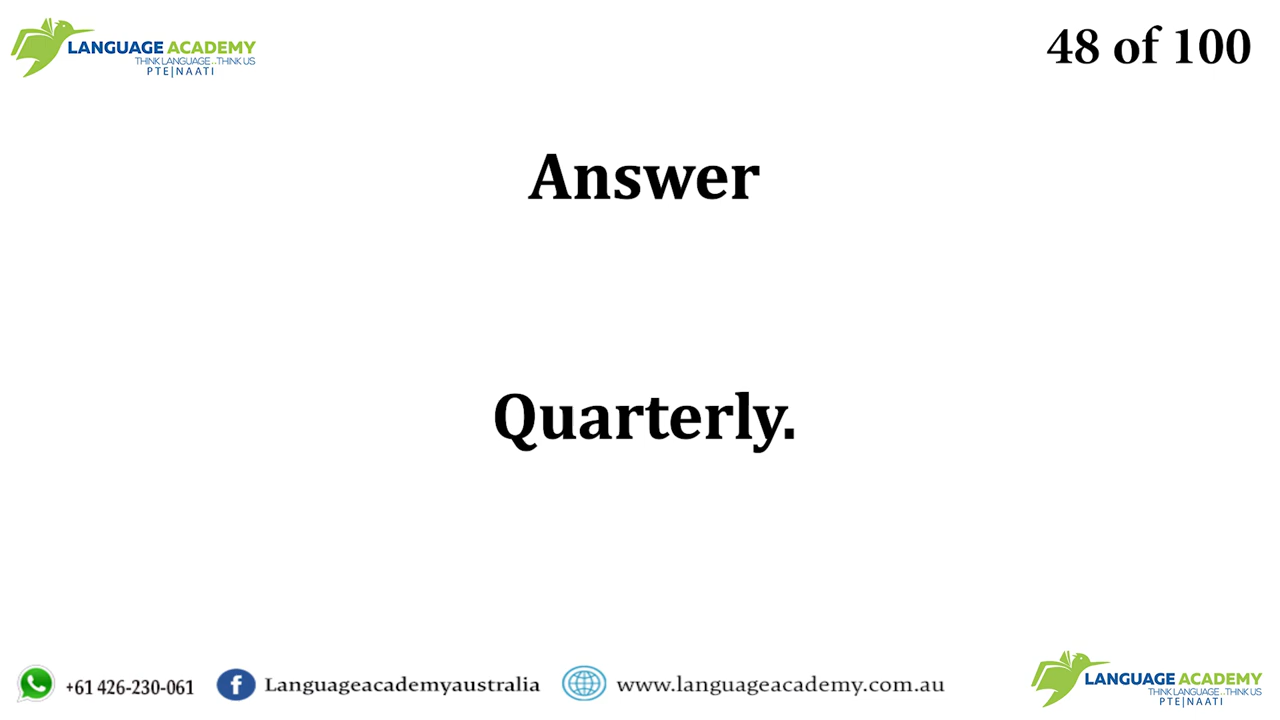 LANGUAGE ACADEMY
THINK LANGUAGE..THINK US
PTE|NAATI
48 of 100
Answer
Quarterly.
+61 426-230-061
Languageacademyaustralia
www.languageacademy.com.au
LANGUAGE ACADEMY
THINK LANGUAGE..THINK US
PTE|NAATI